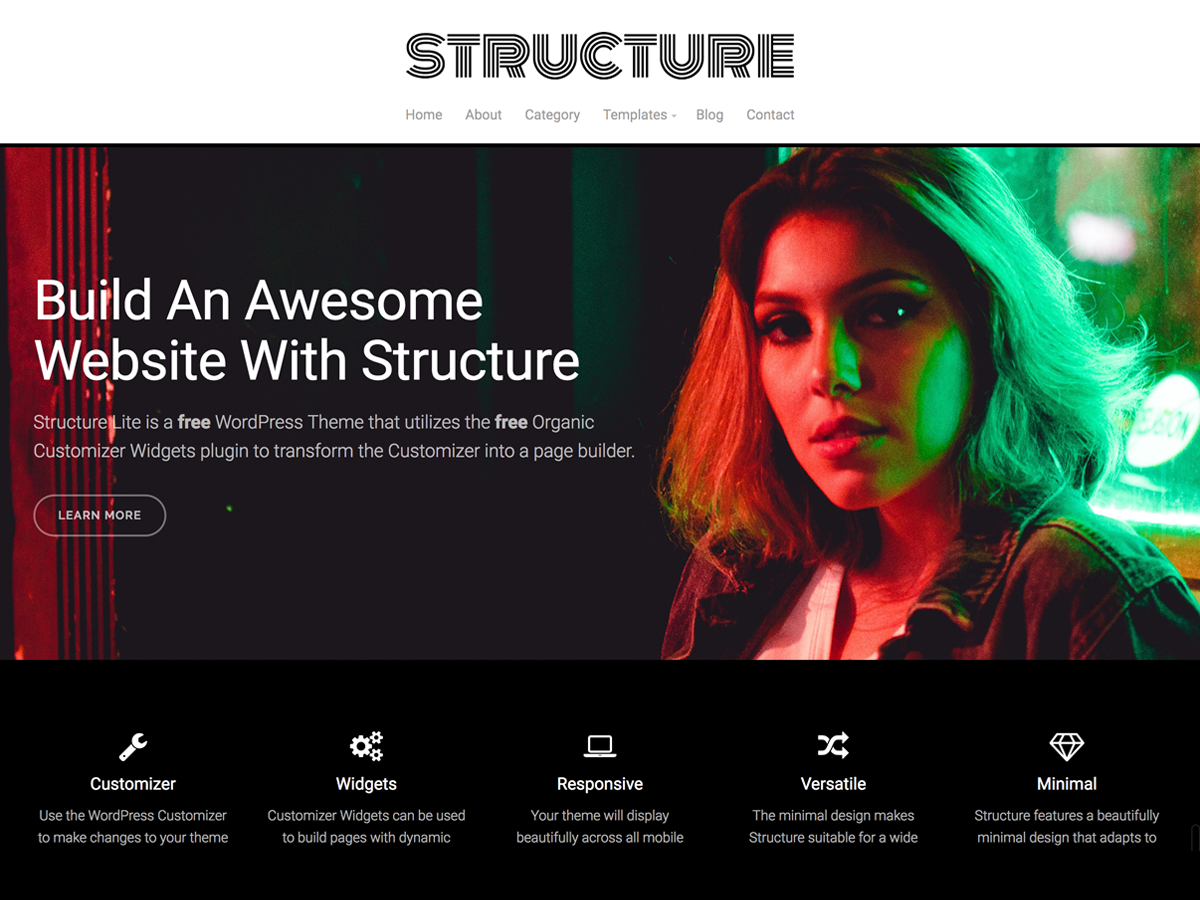 STRUCTURE
Home About Category Templates Blog Contact
Build An Awesome
Website With Structure
Structure Lite is a free WordPress Theme that utilizes the free Organic
Customizer Widgets plugin to transform the Customizer into a page builder.
LEARN MORE
Customizer
Use the WordPress Customizer
to make changes to your theme
Widgets
Customizer Widgets can be used
to build pages with dynamic
Responsive
Your theme will display
beautifully across all mobile
Versatile
The minimal design makes
Structure suitable for a wide
Minimal
Structure features a beautifully
minimal design that adapts to